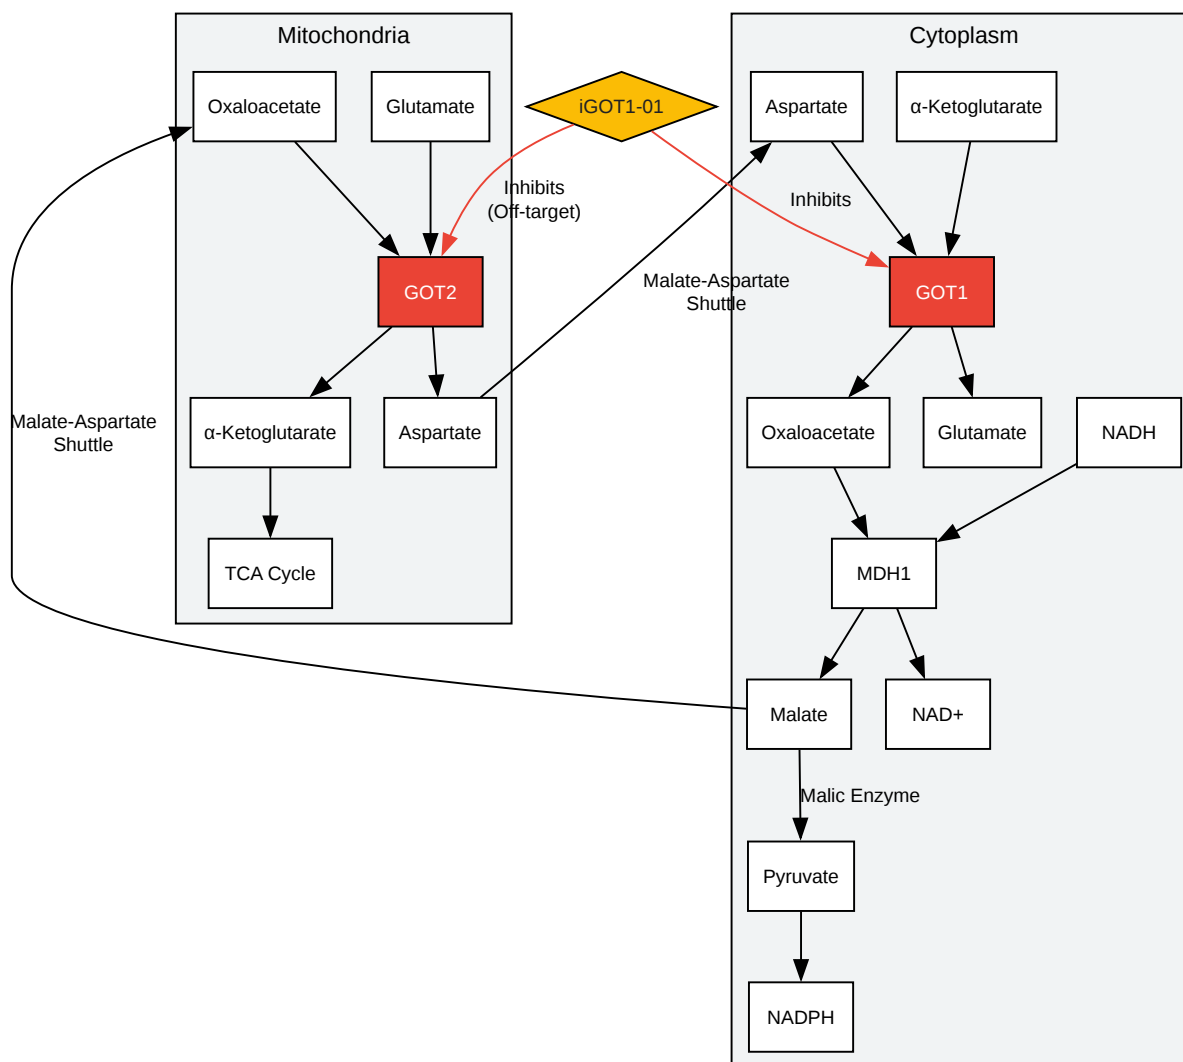 Mitochondria
Cytoplasm
Oxaloacetate
Glutamate
iGOT1-01
Aspartate
α-Ketoglutarate
Inhibits
(Off-target)
Inhibits
GOT2
Malate-Aspartate
Shuttle
GOT1
Malate-Aspartate
Shuttle
α-Ketoglutarate
Aspartate
Oxaloacetate
Glutamate
NADH
TCA Cycle
MDH1
Malate
NAD+
Malic Enzyme
Pyruvate
NADPH